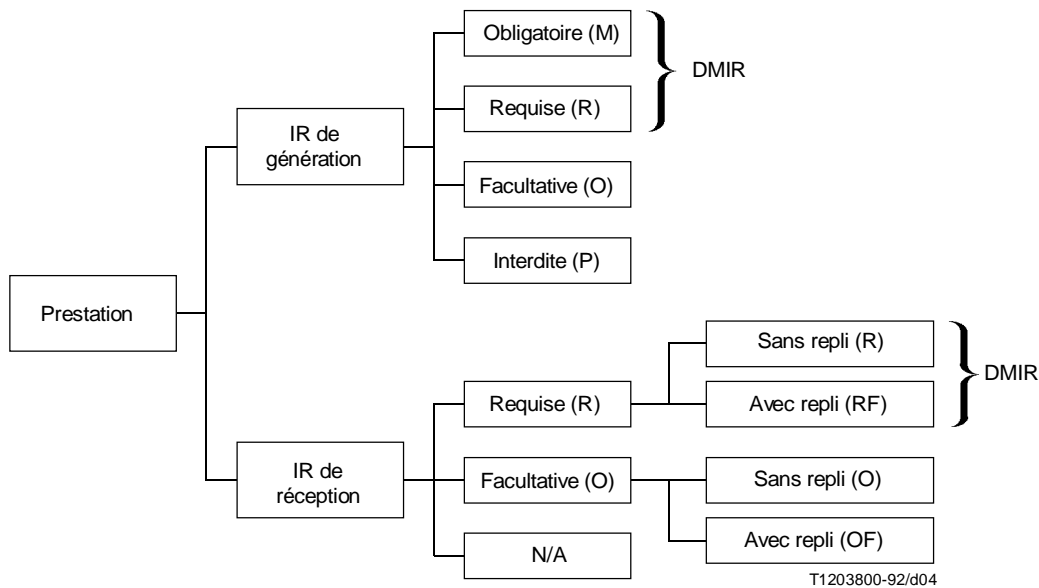 Obligatoire (M)
DMIR
Requise (R)
IR de
génération
Facultative (O)
Interdite (P)
Prestation
Sans repli (R)
DMIR
Requise (R)
Avec repli (RF)
IR de
réception
Facultative (O)
Sans repli (O)
N/A
Avec repli (OF)
T1203800-92/d04